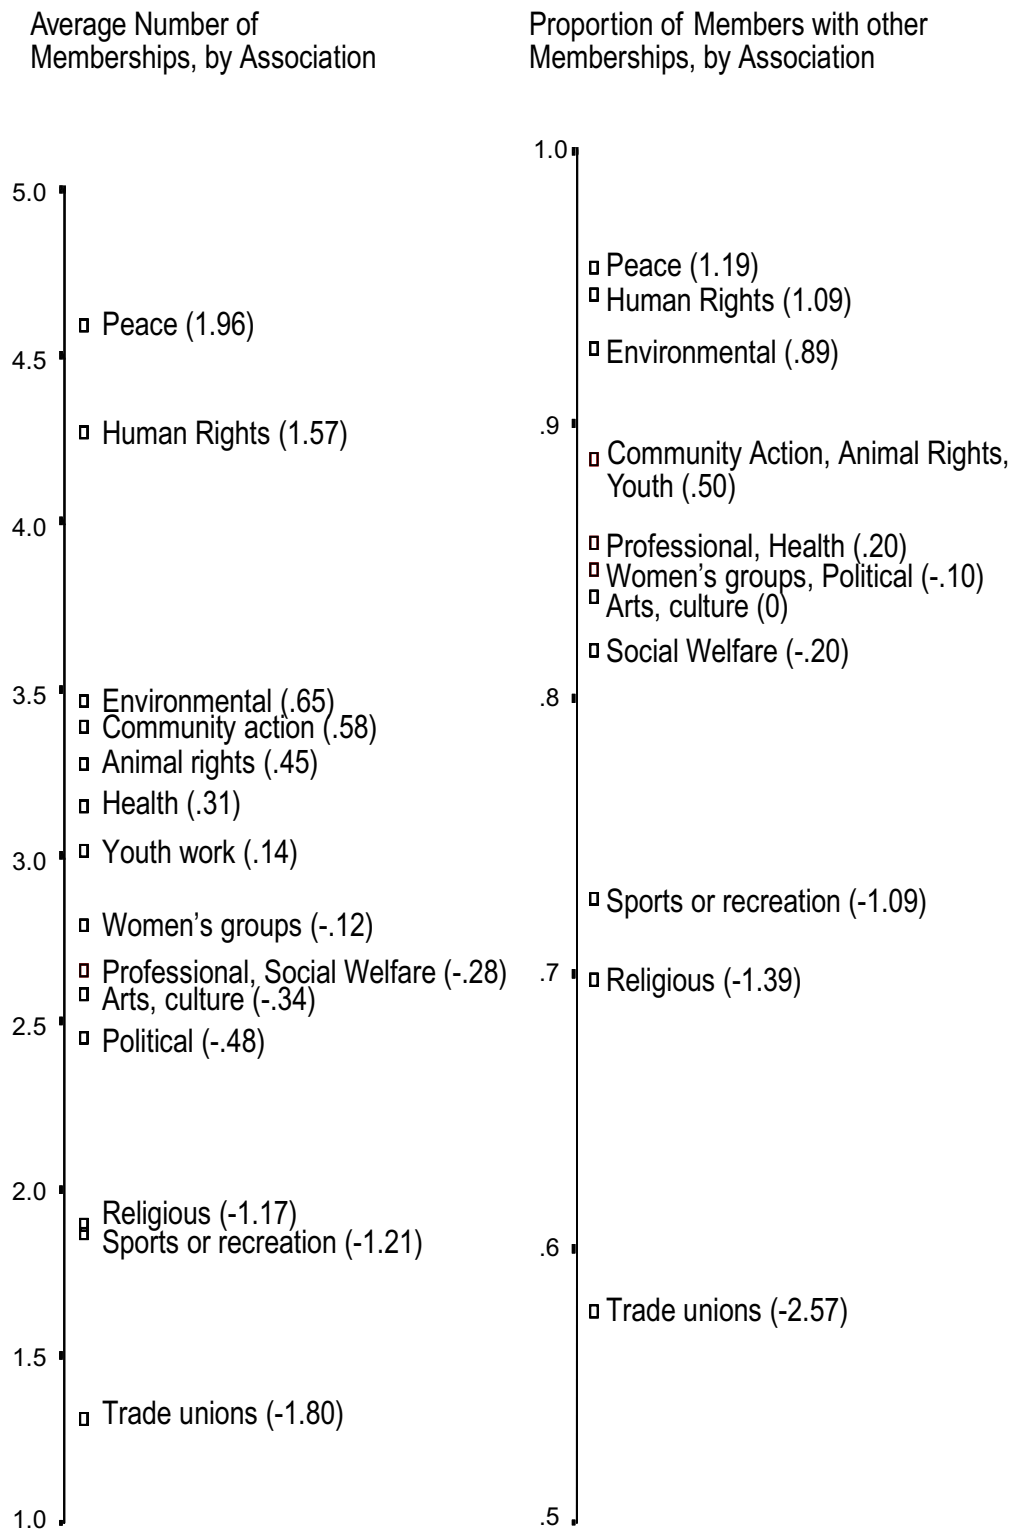 Average Number of
Memberships, by Association
5.0
Peace (1.96)
4.5
Human Rights (1.57)
4.0
3.5
Environmental (.65)
Community action (.58)
Animal rights (.45)
Health (.31)
Youth work (.14)
3.0
Women's groups (-.12)
Professional, Social Welfare (-.28)
Arts, culture (-.34)
2.5
Political (-.48)
2.0
Religious (-1.17)
Sports or recreation (-1.21)
1.5
Trade unions (-1.80)
1.0
Proportion of Members with other
Memberships, by Association
1.0
Peace (1.19)
Human Rights (1.09)
Environmental (.89)
.9
Community Action, Animal Rights,
Youth (.50)
Professional, Health (.20)
Women's groups, Political (-.10)
Arts, culture (0)
Social Welfare (-.20)
.8
Sports or recreation (-1.09)
.7
Religious (-1.39)
.6
Trade unions (-2.57)
.5